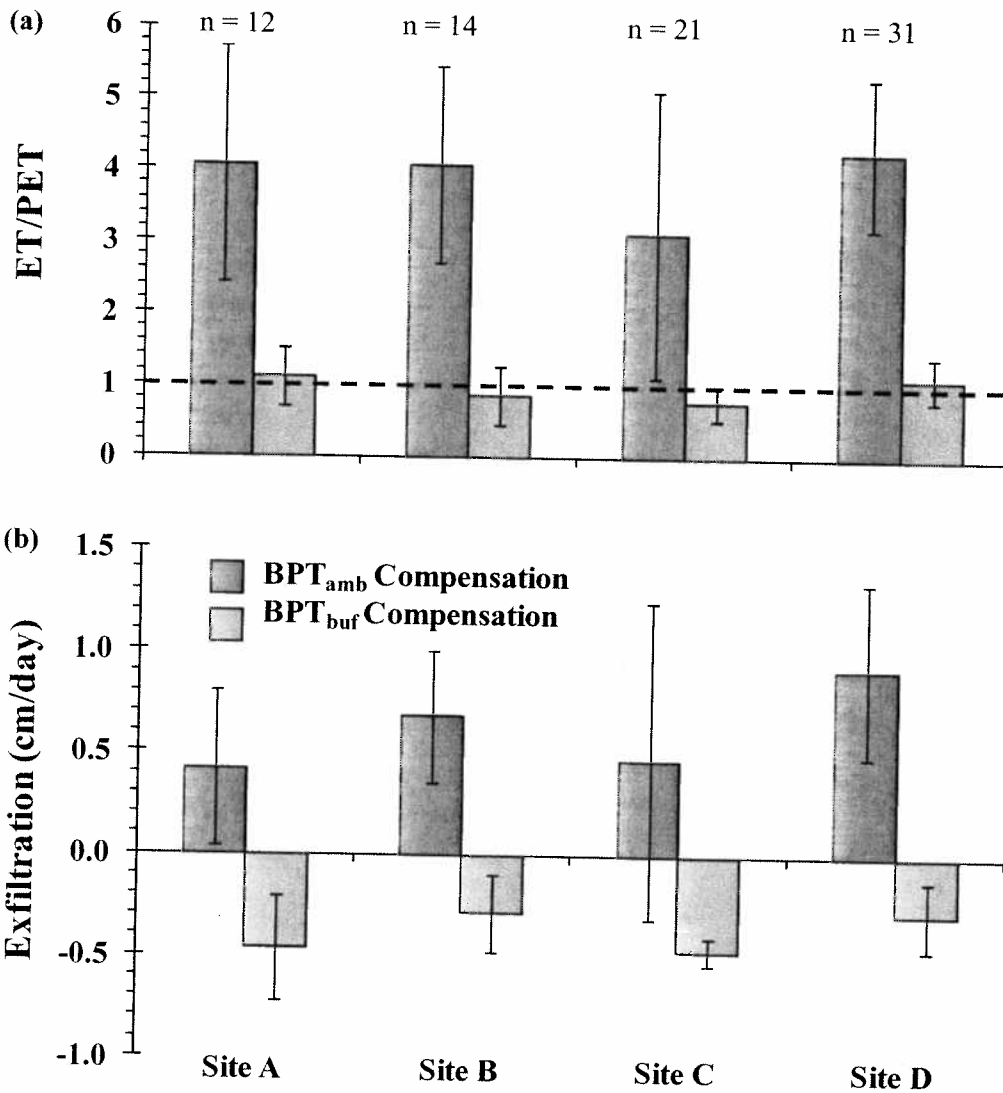 (a)
n = 12 n = 14 n = 21 n = 31
6
5
4
3
2
1
0
ET/PET
(b)
1.5
1.0
0.5
0.0
-0.5
-1.0
Exfiltration (cm/day)
BPTamb Compensation
BPTbuf Compensation
Site A Site B Site C Site D